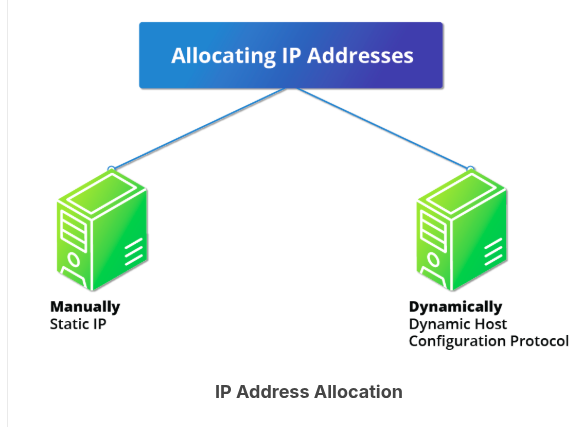 Allocating IP Addresses
Manually
Static IP
Dynamically
Dynamic Host
Configuration Protocol
IP Address Allocation